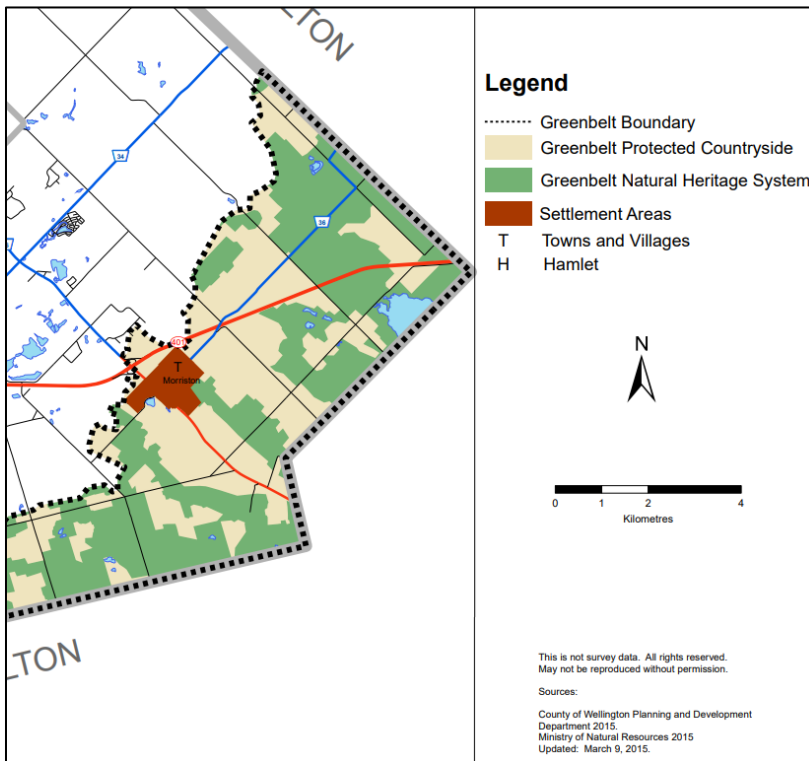 LTON
34
38
401
T
Morriston
LTON
Legend
Greenbelt Boundary
Greenbelt Protected Countryside
Greenbelt Natural Heritage System
Settlement Areas
T Towns and Villages
H Hamlet
N
0 1 2 4
Kilometres
This is not survey data. All rights reserved.
May not be reproduced without permission.
Sources:
County of Wellington Planning and Development
Department 2015.
Ministry of Natural Resources 2015
Updated: March 9, 2015.